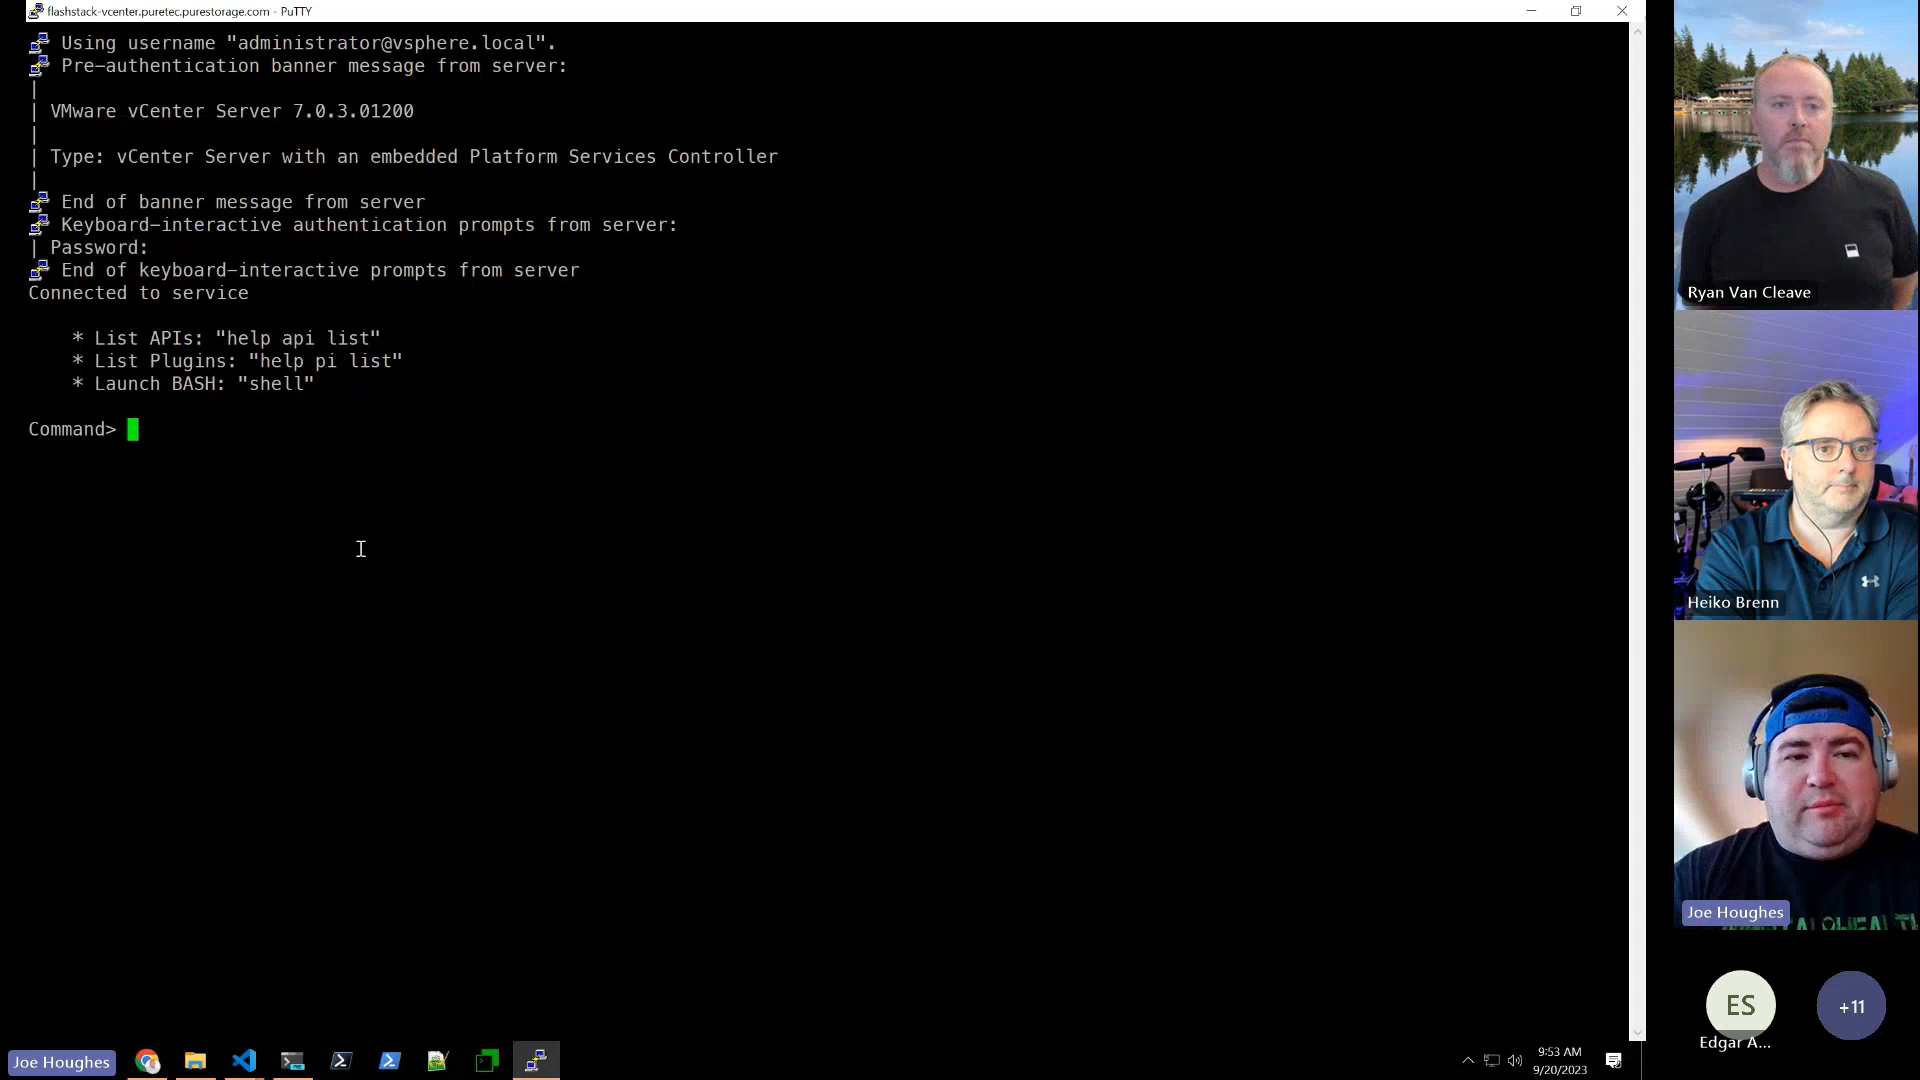 flashstack-vcenter.puretec.purestorage.com - PuTTY
Using username "administrator@vsphere.local".
Pre-authentication banner message from server:
|
| VMware vCenter Server 7.0.3.01200
|
| Type: vCenter Server with an embedded Platform Services Controller
|
End of banner message from server
Keyboard-interactive authentication prompts from server:
| Password:
End of keyboard-interactive prompts from server
Connected to service
* List APIs: "help api list"
* List Plugins: "help pi list"
* Launch BASH: "shell"
Command>
Ryan Van Cleave
Heiko Brenn
Joe Houghes
ES
+11
Edgar A...
Joe Houghes
9:53 AM
9/20/2023